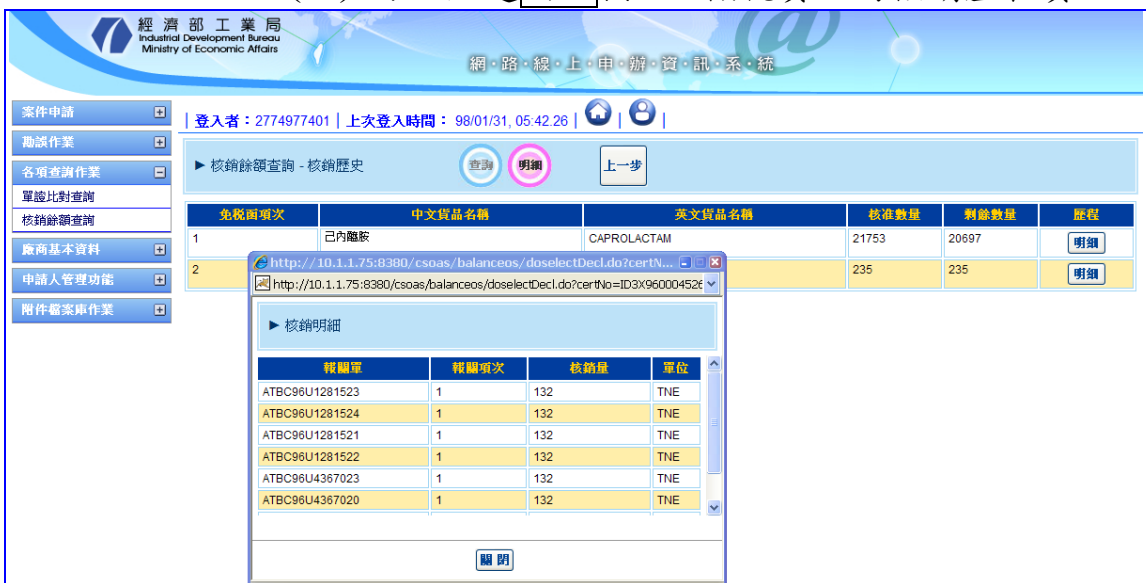 經濟部工業局
Industrial Development Bureau
Ministry of Economic Affairs
網•路•線•上•申•辦•資•訊•系•統
案件申請
勘誤作業
各項查詢作業
單證比對查詢
核銷餘額查詢
廠商基本資料
申請人管理功能
附件檔案庫作業
| 登入者：2774977401 | 上次登入時間： 98/01/31, 05:42.26 |
► 核銷餘額查詢 - 核銷歷史 查詢 明細 上一步
免稅函項次 中文貨品名稱 英文貨品名稱 核准數量 剩餘數量 歷程
1 己內醯胺 CAPROLACTAM 21753 20697 明細
2 235 235 明細
http://10.1.1.75:8380/csoas/balanceos/doselectDecl.do?certN...
http://10.1.1.75:8380/csoas/balanceos/doselectDecl.do?certNo=ID3X960004526
► 核銷明細
報關單 報關項次 核銷量 單位
ATBC96U1281523 1 132 TNE
ATBC96U1281524 1 132 TNE
ATBC96U1281521 1 132 TNE
ATBC96U1281522 1 132 TNE
ATBC96U4367023 1 132 TNE
ATBC96U4367020 1 132 TNE
關 閉